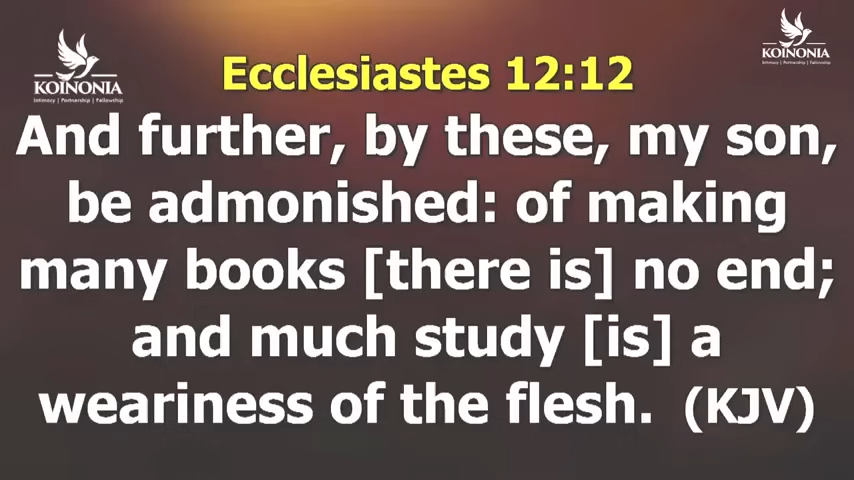 KOINONIA
Intimacy | Partnership | Fellowship
KOINONIA
Intimacy | Partnership | Fellowship
Ecclesiastes 12:12
And further, by these, my son,
be admonished: of making
many books [there is] no end;
and much study [is] a
weariness of the flesh. (KJV)